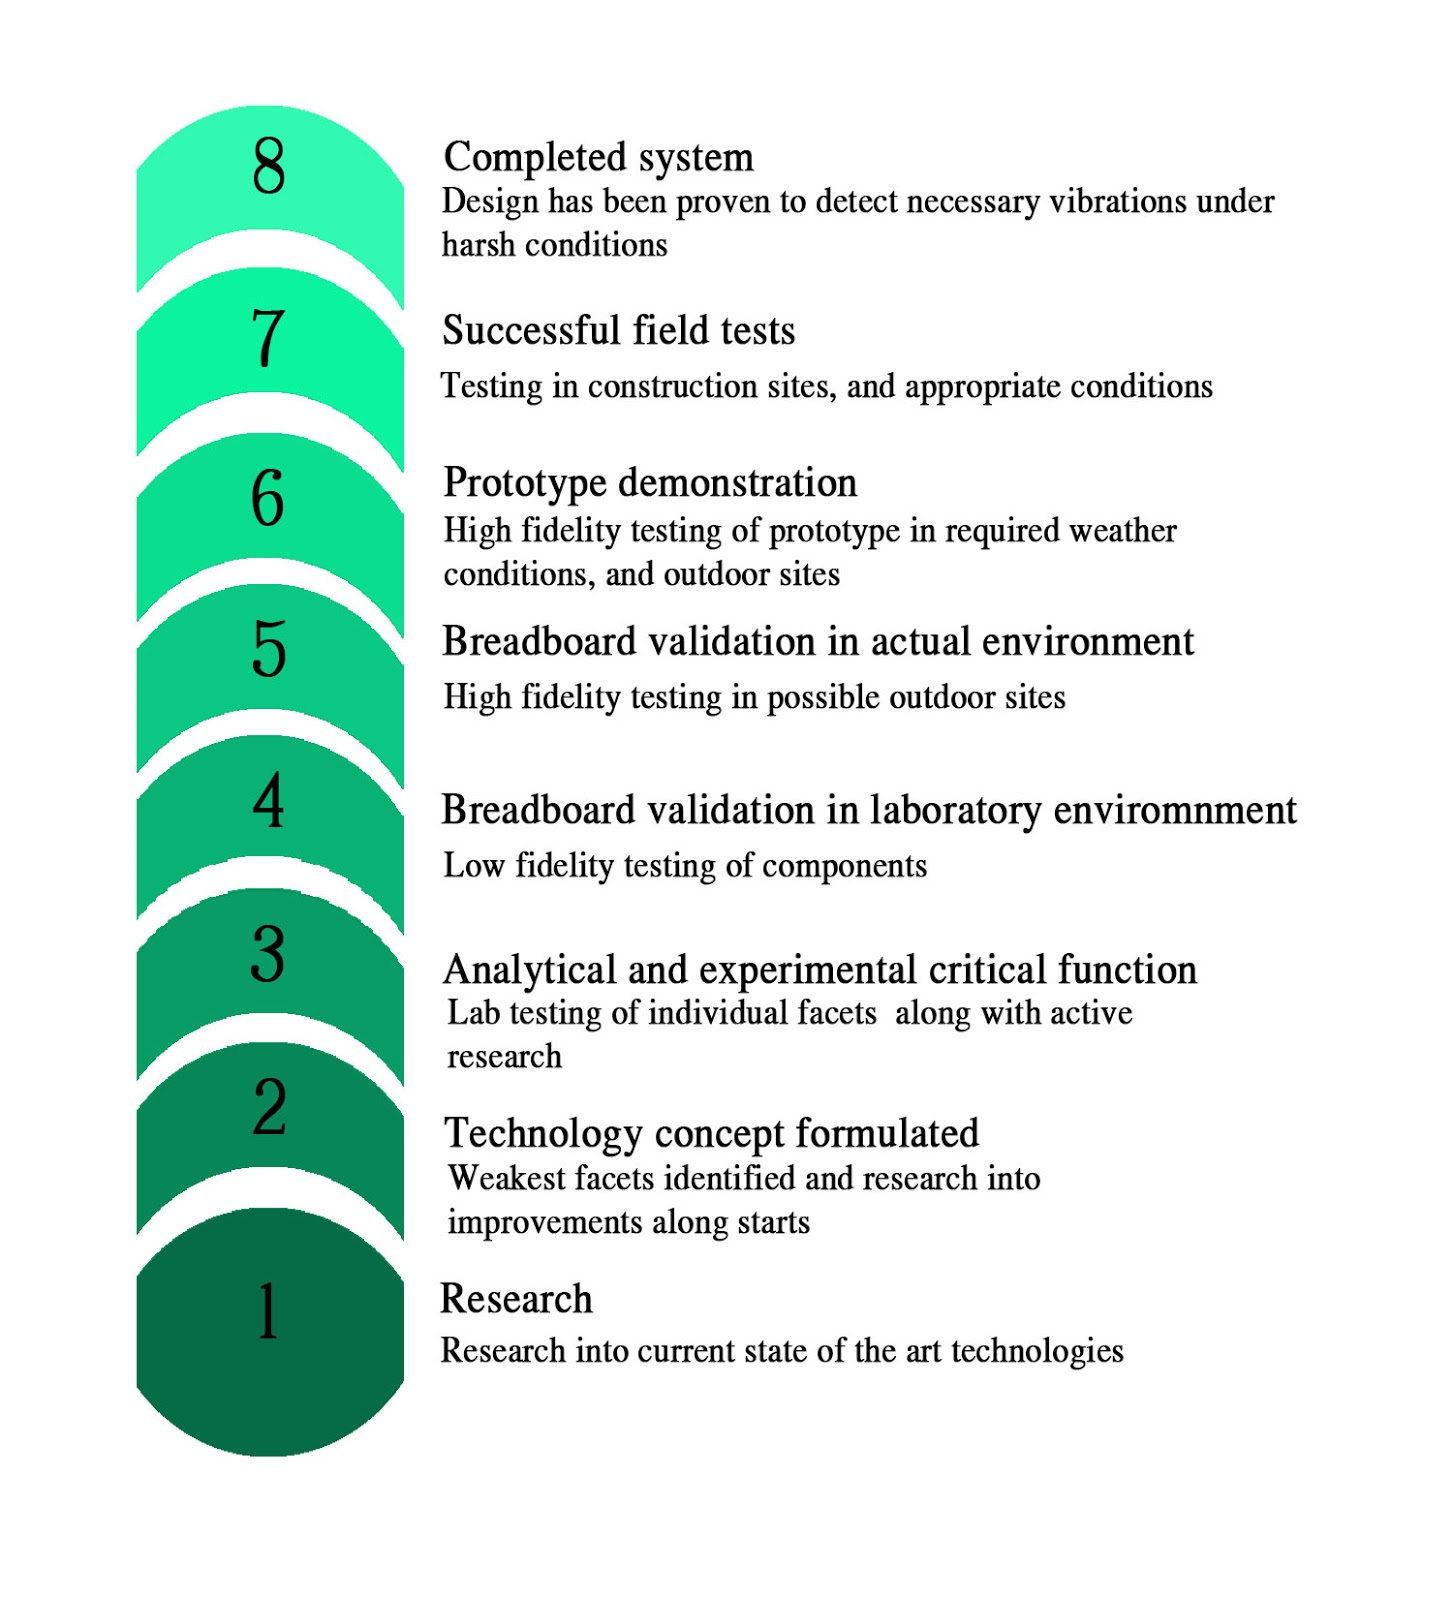 8
Completed system
Design has been proven to detect necessary vibrations under
harsh conditions
7
Successful field tests
Testing in construction sites, and appropriate conditions
6
Prototype demonstration
High fidelity testing of prototype in required weather
conditions, and outdoor sites
5
Breadboard validation in actual environment
High fidelity testing in possible outdoor sites
4
Breadboard validation in laboratory enviromnment
Low fidelity testing of components
3
Analytical and experimental critical function
Lab testing of individual facets  along with active
research
2
Technology concept formulated
Weakest facets identified and research into
improvements along starts
1
Research
Research into current state of the art technologies